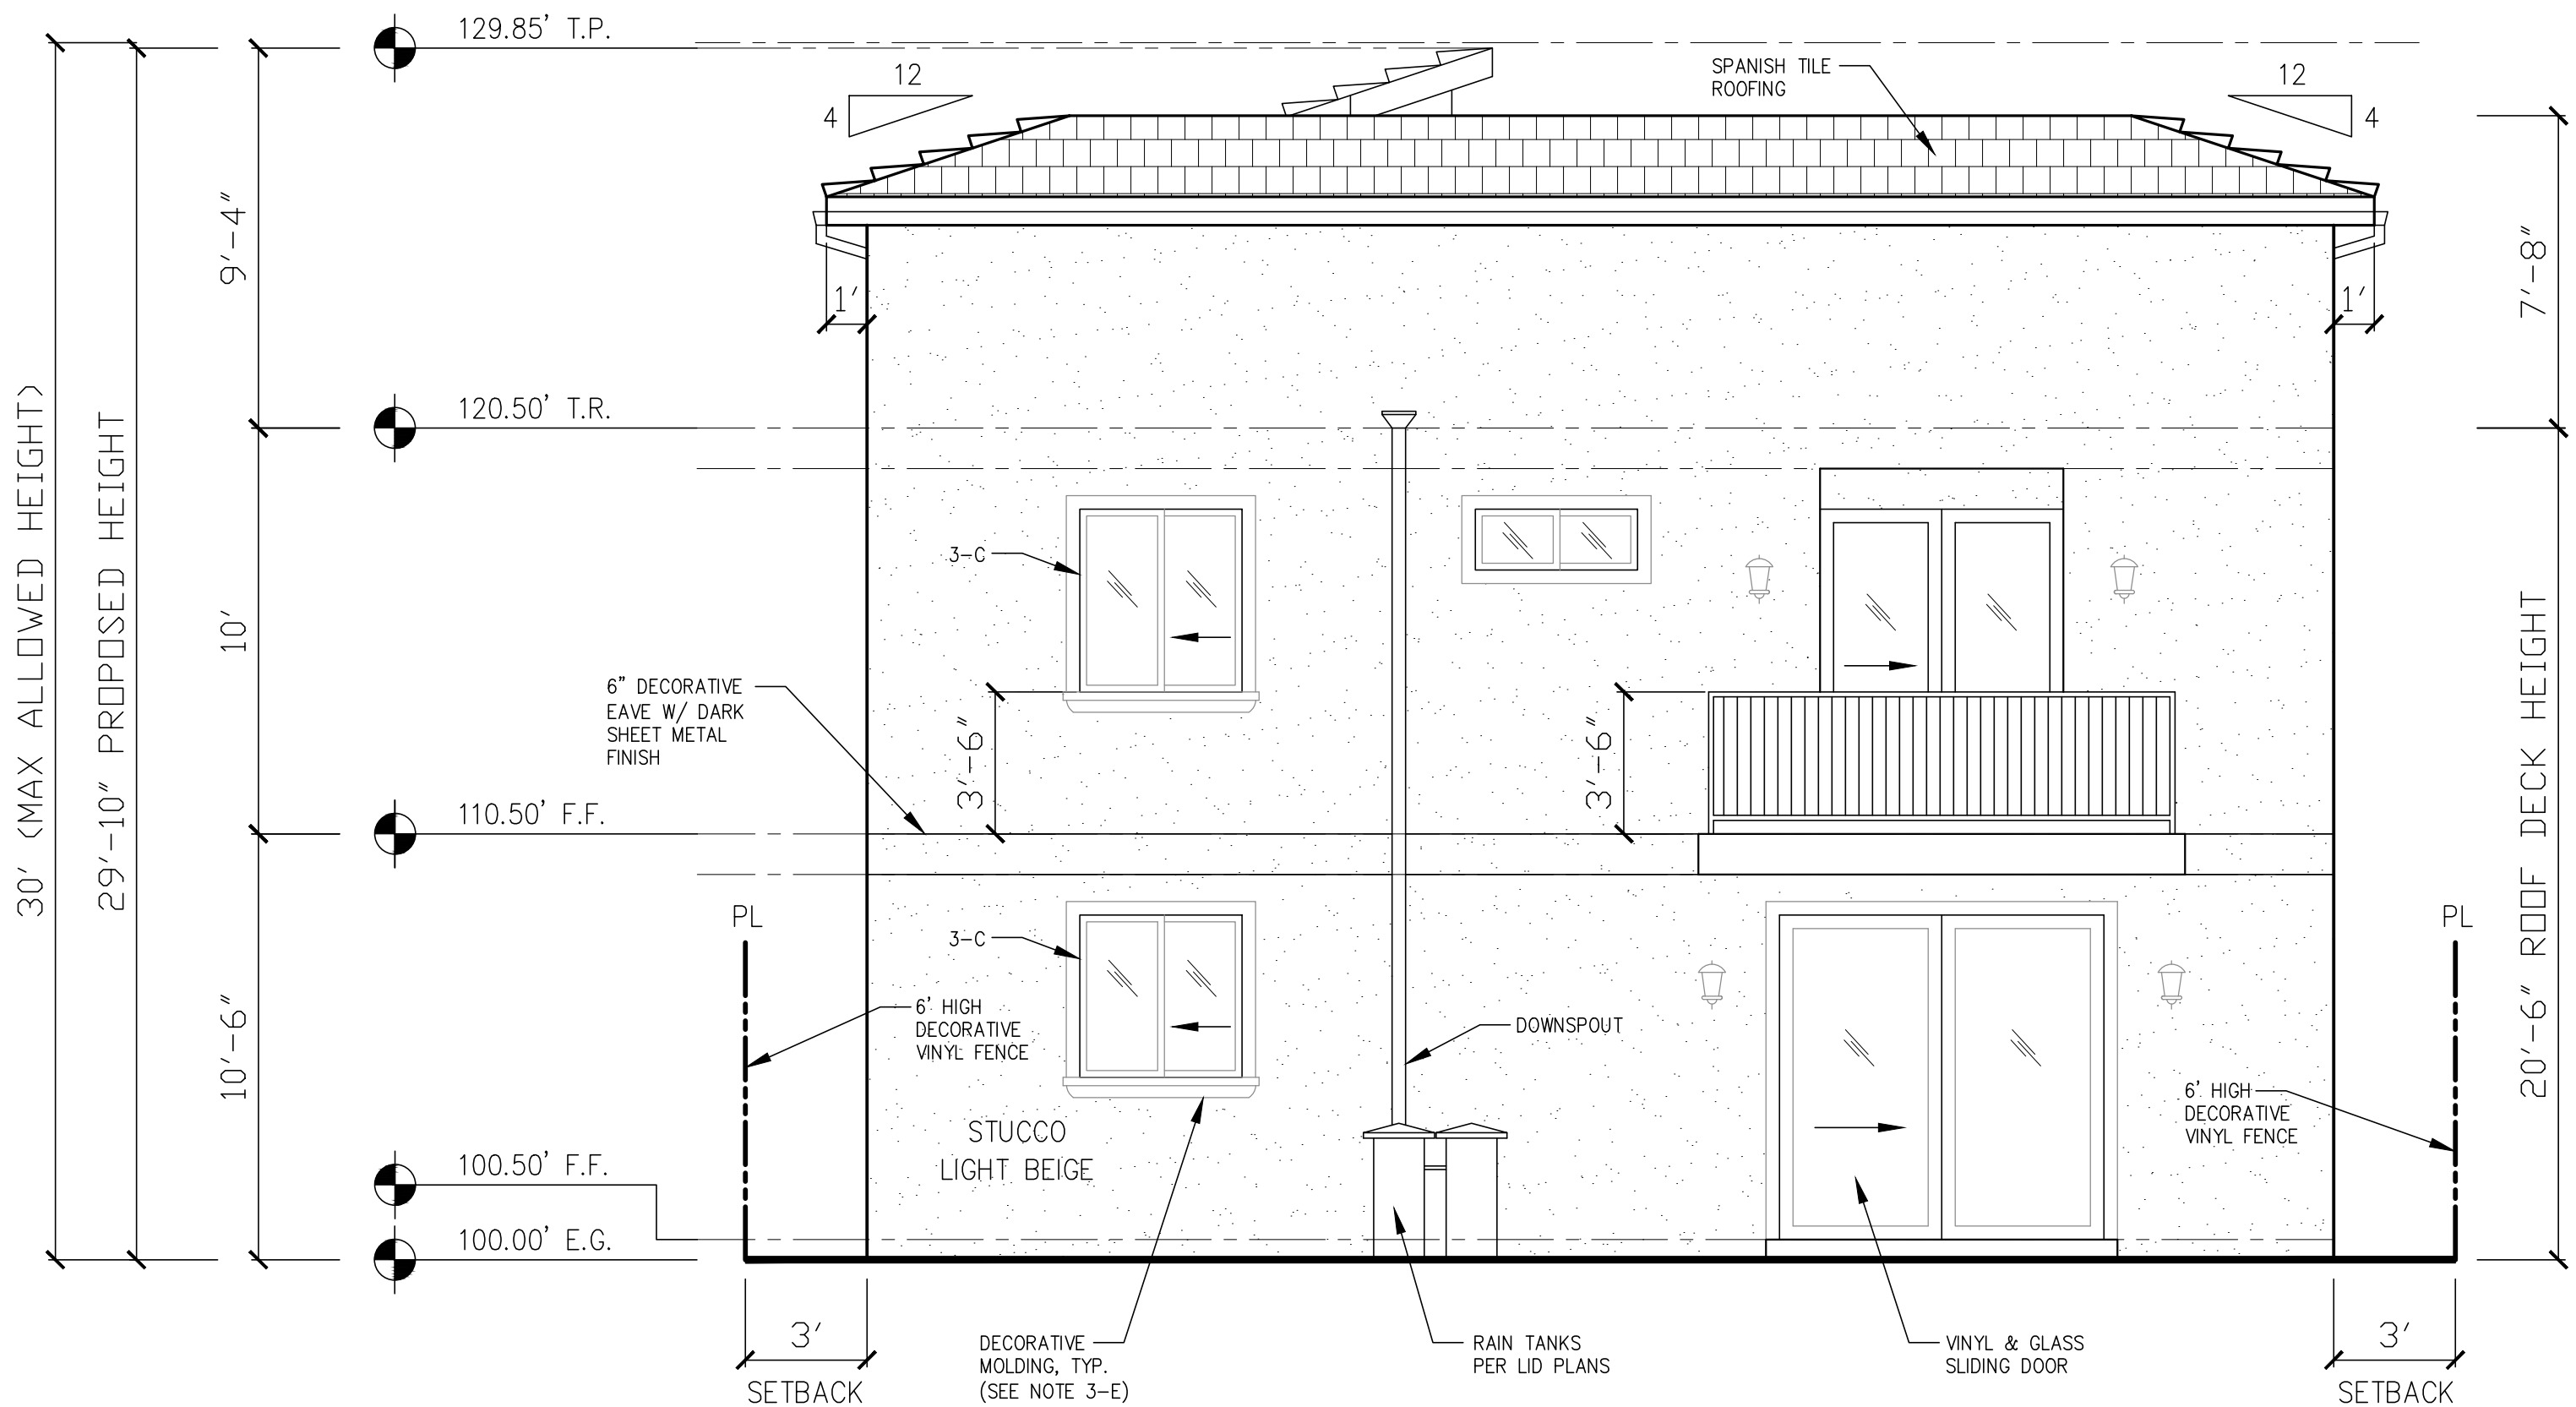 129.85' T.P.
12
4
SPANISH TILE
ROOFING
12
4
9'-4"
1'
1'
7'-8"
30' (MAX ALLOWED HEIGHT)
29'-10" PROPOSED HEIGHT
120.50' T.R.
3-C
10'
6" DECORATIVE
EAVE W/ DARK
SHEET METAL
FINISH
3'-6"
3'-6"
20'-6" ROOF DECK HEIGHT
110.50' F.F.
PL
PL
3-C
6' HIGH
DECORATIVE
VINYL FENCE
DOWNSPOUT
10'-6"
6' HIGH
DECORATIVE
VINYL FENCE
STUCCO
LIGHT BEIGE
100.50' F.F.
100.00' E.G.
3'
SETBACK
DECORATIVE
MOLDING, TYP.
(SEE NOTE 3-E)
RAIN TANKS
PER LID PLANS
VINYL & GLASS
SLIDING DOOR
3'
SETBACK